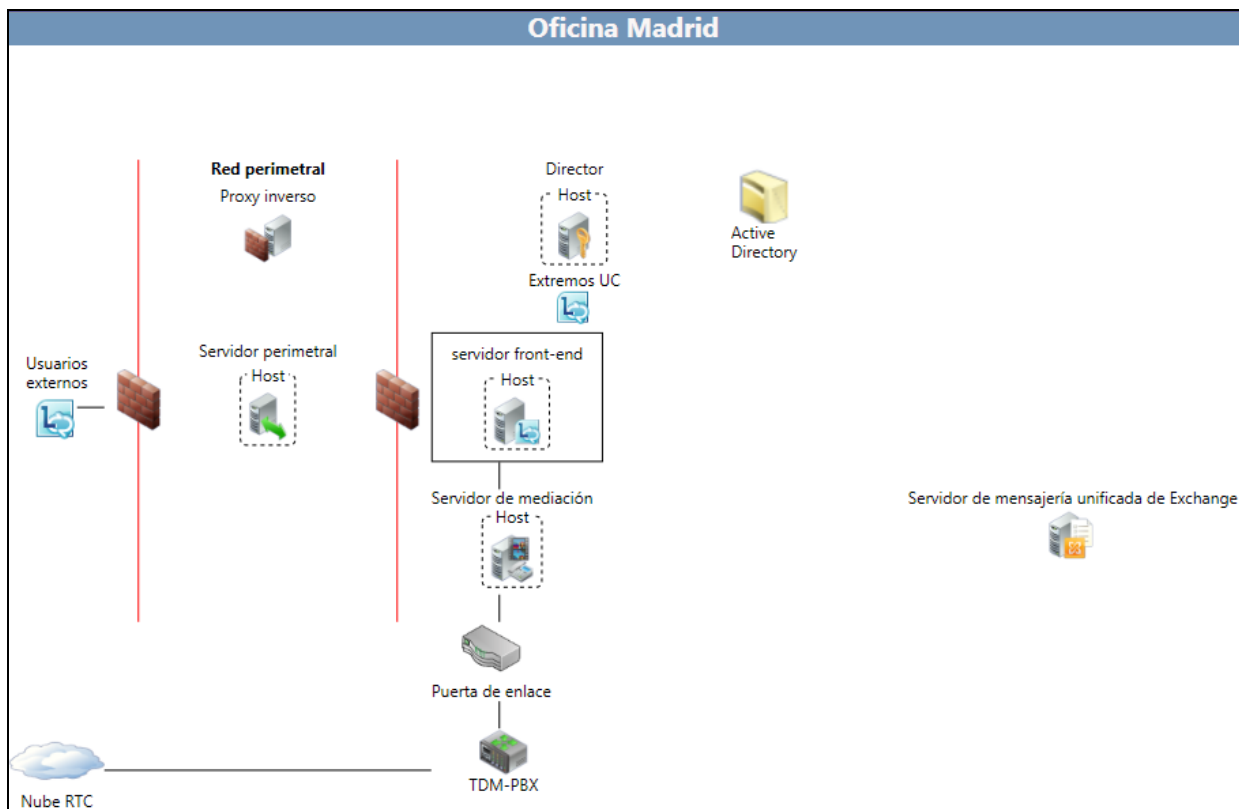 Oficina Madrid
Red perimetral
Proxy inverso
Director
Host
Active
Directory
Extremos UC
Usuarios
externos
Servidor perimetral
Host
servidor front-end
Host
Servidor de mediación
Host
Servidor de mensajería unificada de Exchange
Puerta de enlace
TDM-PBX
Nube RTC